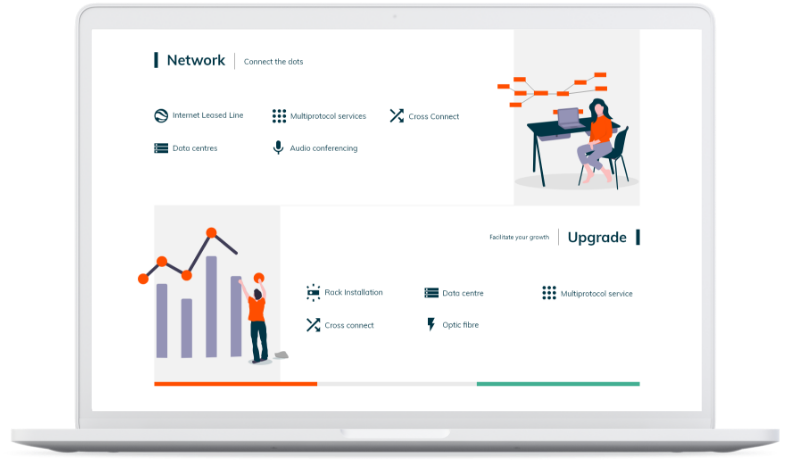 Network
Connect the dots
Internet Leased Line
Multiprotocol services
Cross Connect
Data centres
Audio conferencing
Facilitate your growth
Upgrade
Rack Installation
Data centre
Multiprotocol service
Cross connect
Optic fibre